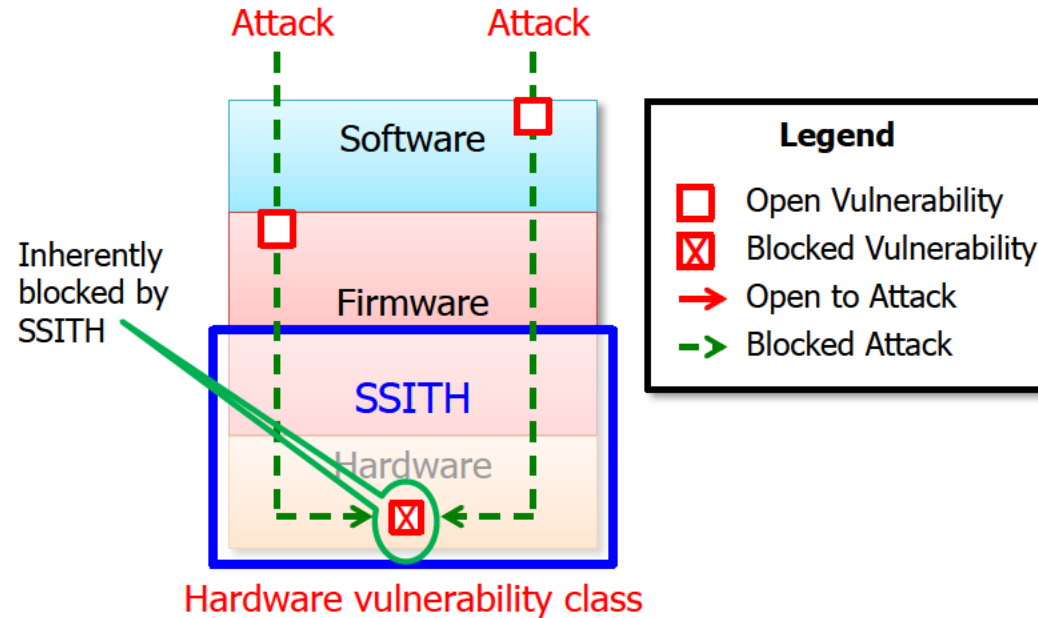 Attack
Attack
Software
Inherently
blocked by
SSITH
Firmware
SSITH
Hardware
Hardware vulnerability class
Legend
Open Vulnerability
Blocked Vulnerability
Open to Attack
Blocked Attack